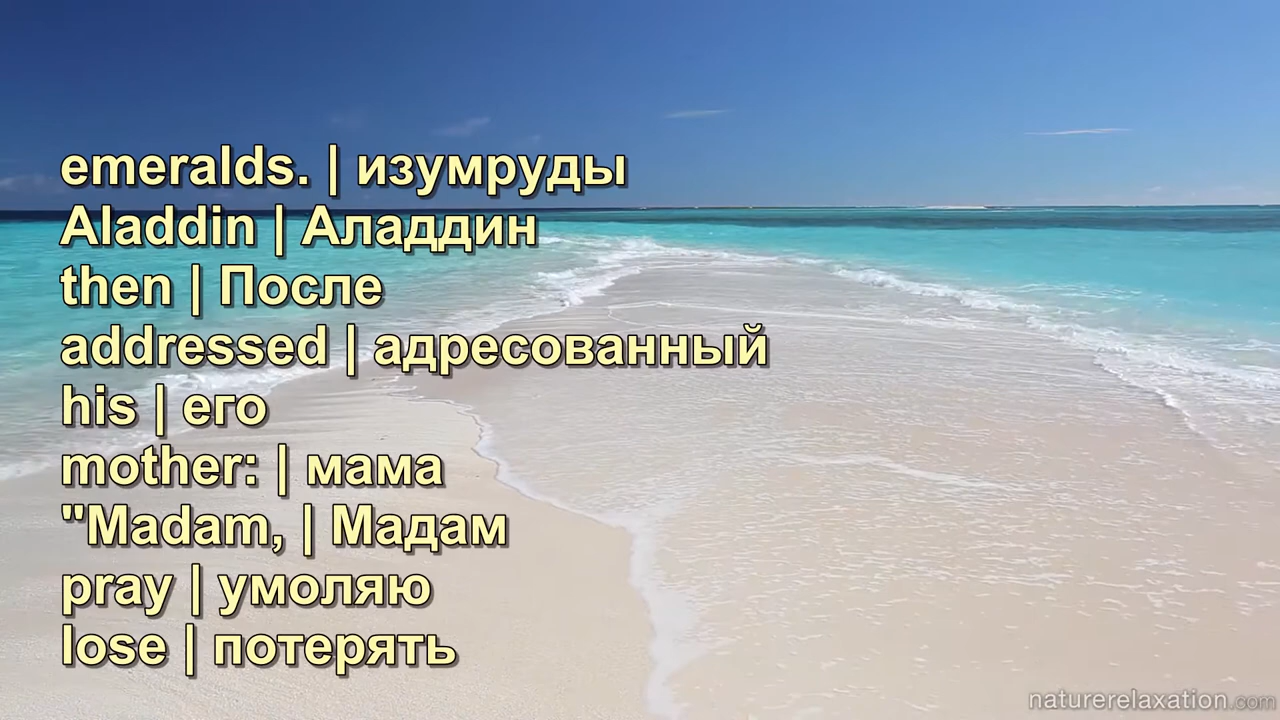 emeralds. | изумруды
Aladdin | Аладдин
then | После
addressed | адресованный
his | его
mother: | мама
"Madam, | Мадам
pray | умоляю
lose | потерять
naturerelaxation.com